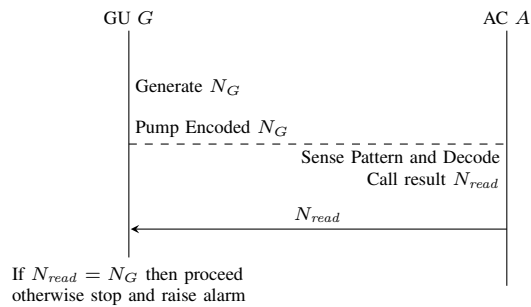 GU G
AC A
Generate N_G
Pump Encoded N_G
Sense Pattern and Decode
Call result N_read
N_read
If N_read = N_G then proceed
otherwise stop and raise alarm